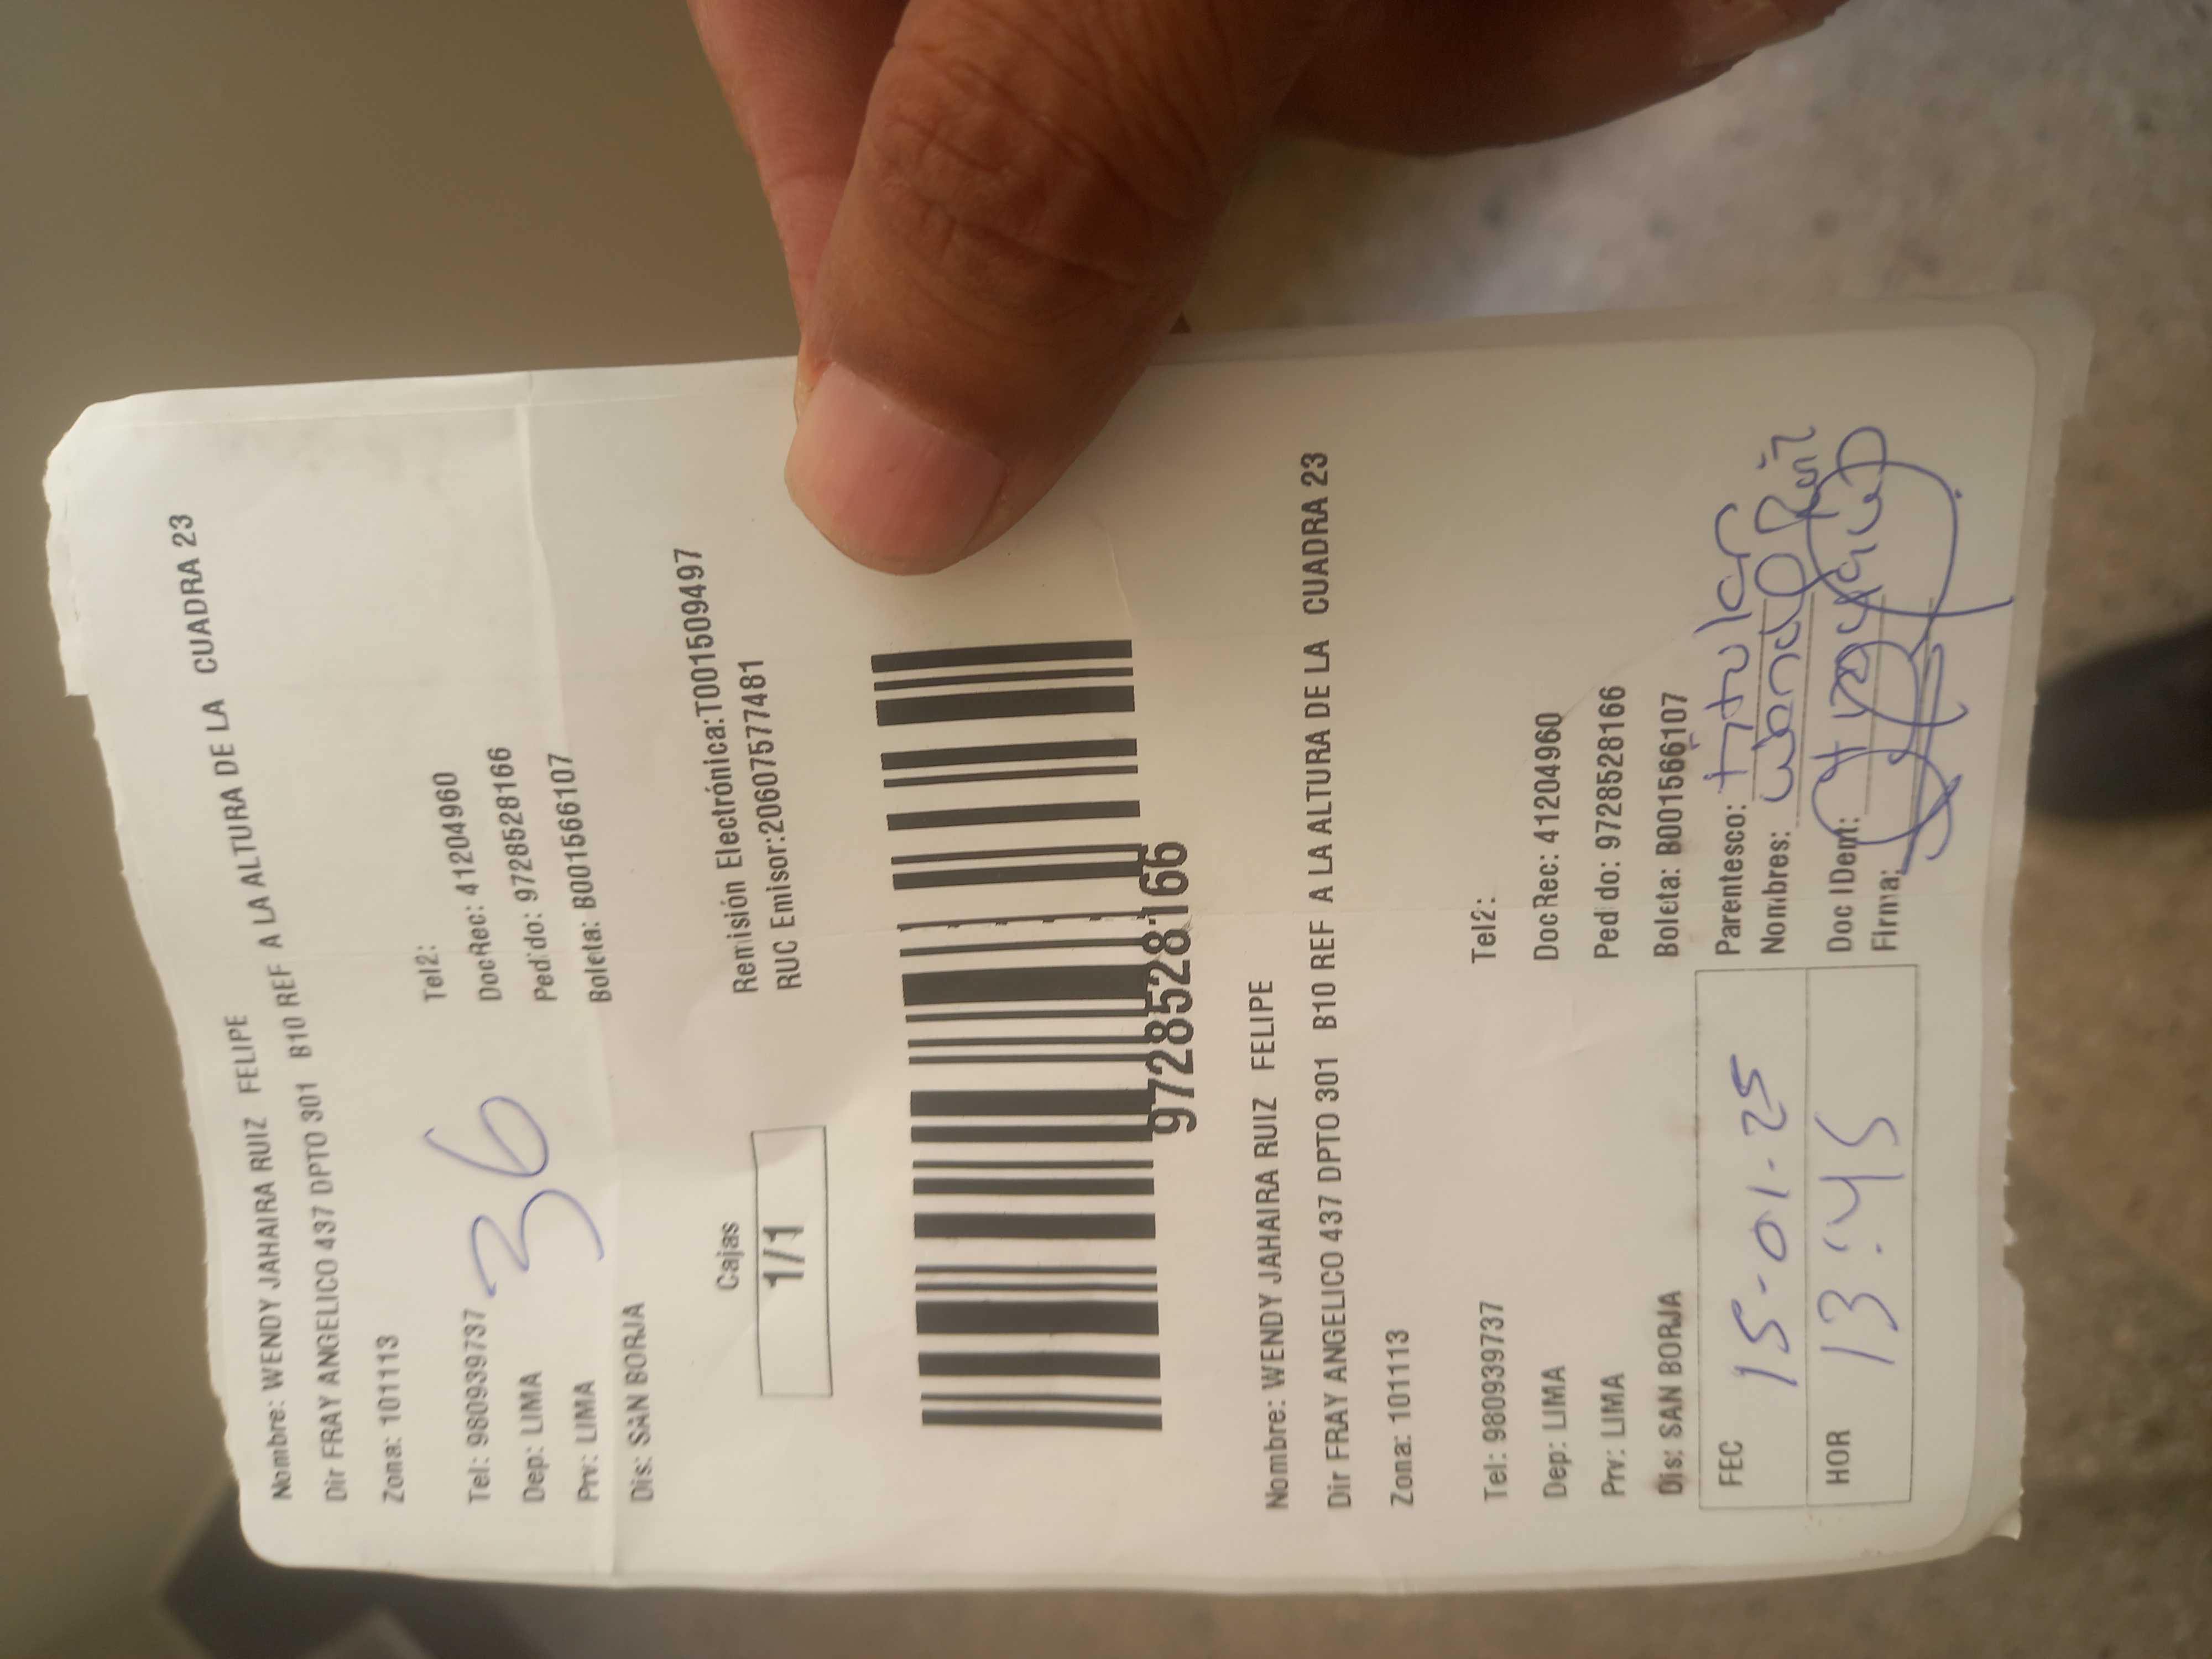 Nombre: WENDY JAHAIRA RUIZ FELIPE
Dir FRAY ANGELICO 437 DPTO 301 B10 REF A LA ALTURA DE LA CUADRA 23
Zona: 101113
Tel: 980939737 Tel2:
36
Dep: LIMA DocRec: 41204960
Prv: LIMA Pedido: 97285528166
Dis: SAN BORJA Boleta: B001566107
Cajas
1/1
Remisión Electrónica:T001509497
RUC Emisor:20607577481
97285528166
Nombre: WENDY JAHAIRA RUIZ FELIPE
Dir FRAY ANGELICO 437 DPTO 301 B10 REF A LA ALTURA DE LA CUADRA 23
Zona: 101113
Tel: 980939737 Tel2:
Dep: LIMA DocRec: 41204960
Prv: LIMA Pedido: 97285528166
Dis: SAN BORJA Boleta: B001566107
FEC 15-01-25
HOR 13:45
Parentesco: titular
Nombres: wendy Ruiz
Doc IDent:
Firma: